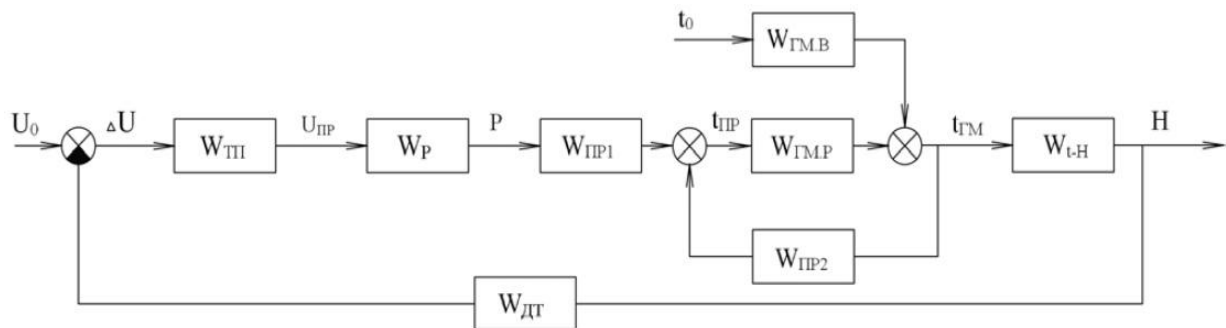 t₀
W_ГМ.В
U₀
ΔU
W_ТП
U_ПР
W_Р
P
W_ПР1
t_ПР
W_ГМ.Р
t_ГМ
W_t-H
H
W_ПР2
W_ДТ